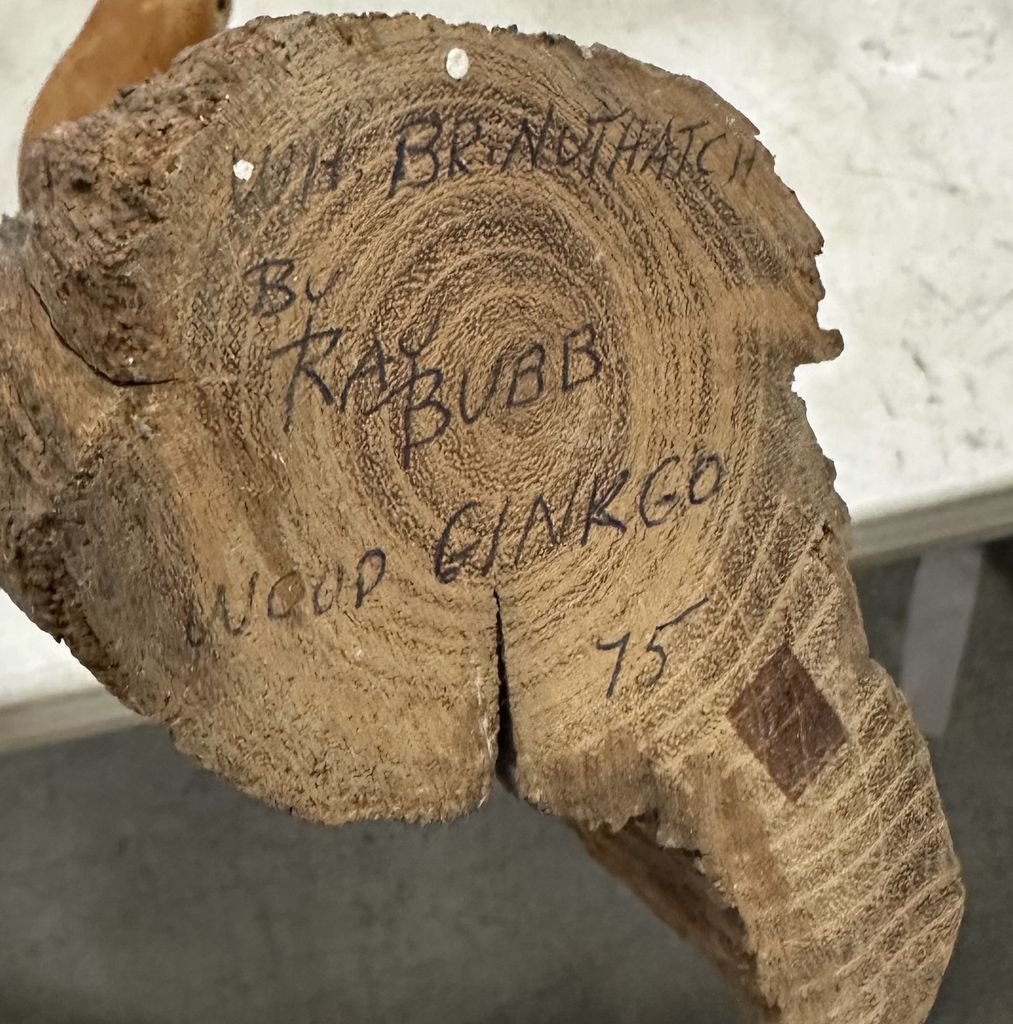 WH. BR. NUTHATCH
By
RAY
BUBB
WOOD GINKGO
75